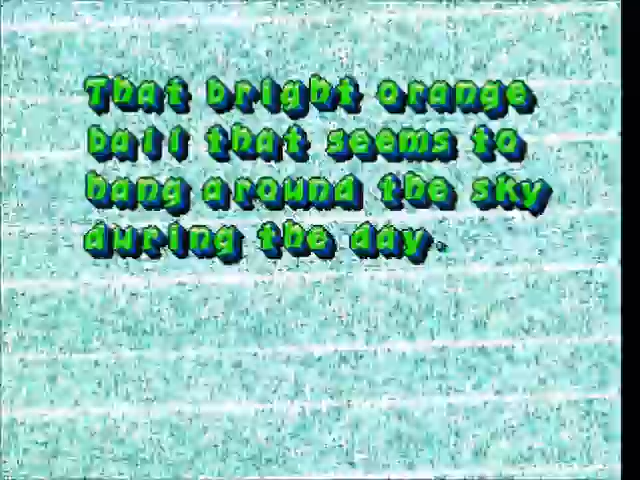 That bright orange
ball that seems to
hang around the sky
during the day.